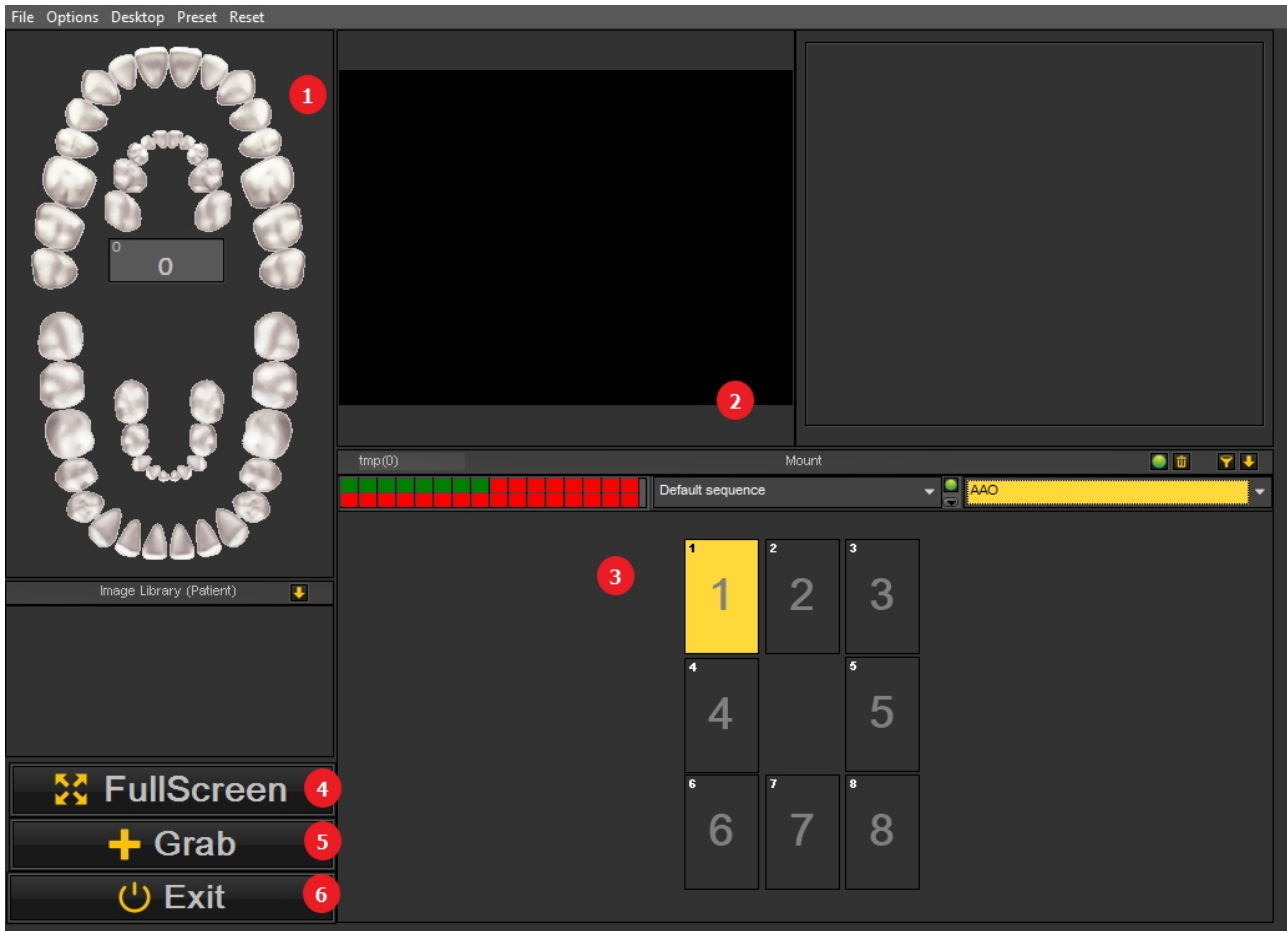 File Options Desktop Preset Reset
1
0
0
2
tmp(0) Mount
Default sequence AAO
3
1 2 3
1 2 3
4 5
4 5
6 7 8
6 7 8
Image Library (Patient)
FullScreen 4
Grab 5
Exit 6